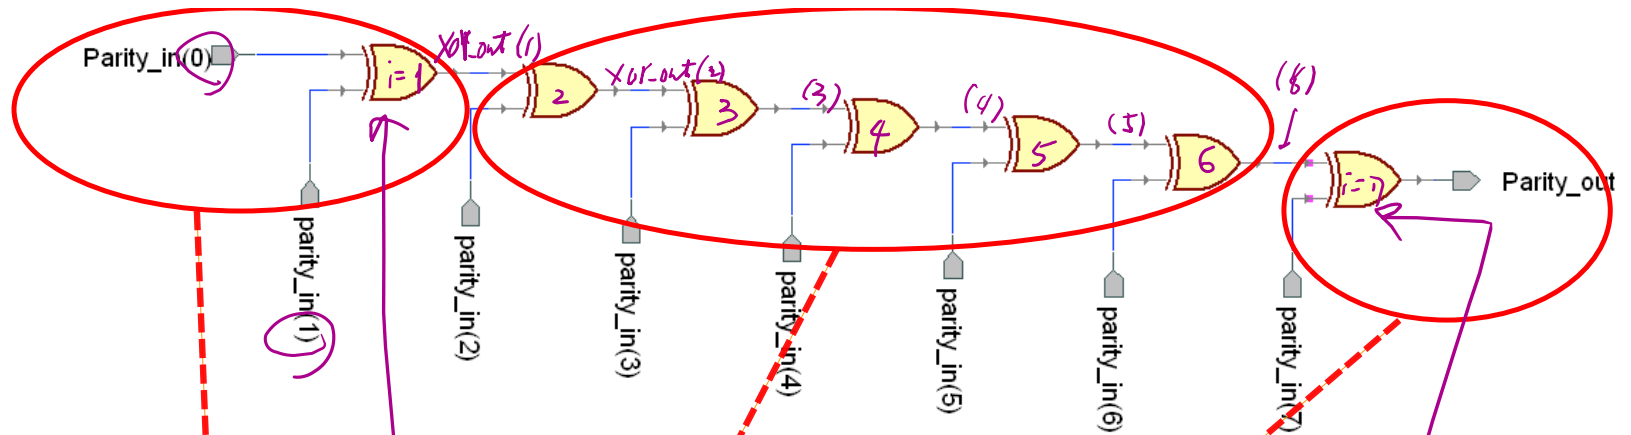 Parity_in(0)
i=1
xor_out(1)
2
xor_out(2)
3
(3)
4
(4)
5
(5)
6
(6)
i=7
Parity_out
parity_in(1)
parity_in(2)
parity_in(3)
parity_in(4)
parity_in(5)
parity_in(6)
parity_in(7)